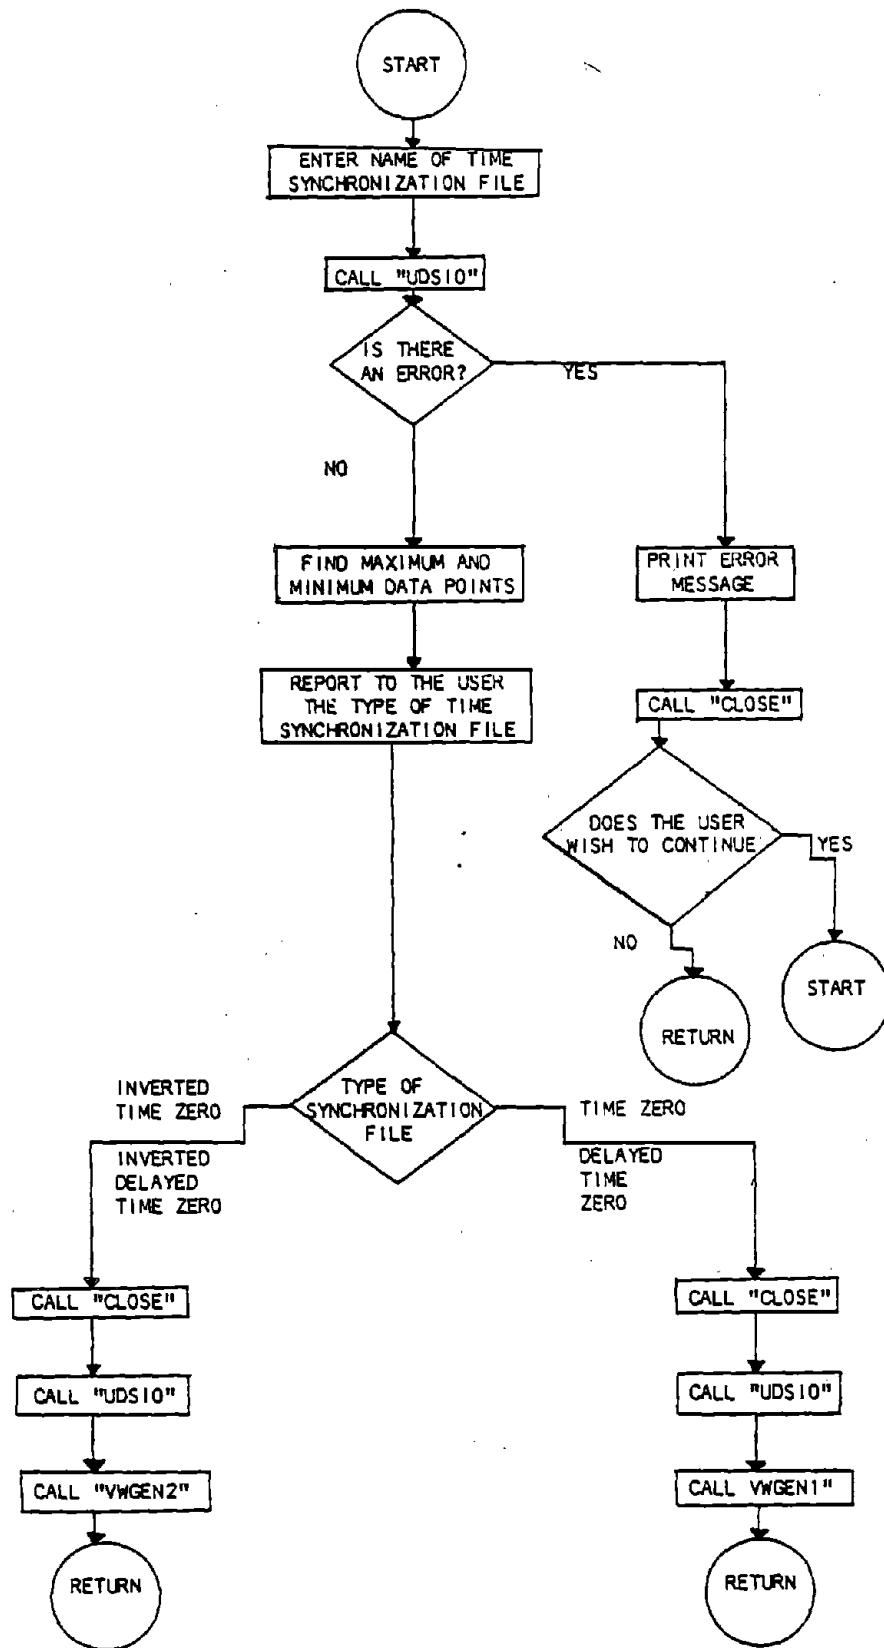 START
ENTER NAME OF TIME
SYNCHRONIZATION FILE
CALL "UDSIO"
IS THERE
AN ERROR?
YES
NO
FIND MAXIMUM AND
MINIMUM DATA POINTS
PRINT ERROR
MESSAGE
REPORT TO THE USER
THE TYPE OF TIME
SYNCHRONIZATION FILE
CALL "CLOSE"
DOES THE USER
WISH TO CONTINUE
YES
NO
START
RETURN
TYPE OF
SYNCHRONIZATION
FILE
INVERTED
TIME ZERO
INVERTED
DELAYED
TIME ZERO
TIME ZERO
DELAYED
TIME
ZERO
CALL "CLOSE"
CALL "UDSIO"
CALL "VWGEN2"
RETURN
CALL "CLOSE"
CALL "UDSIO"
CALL VWGEN1"
RETURN